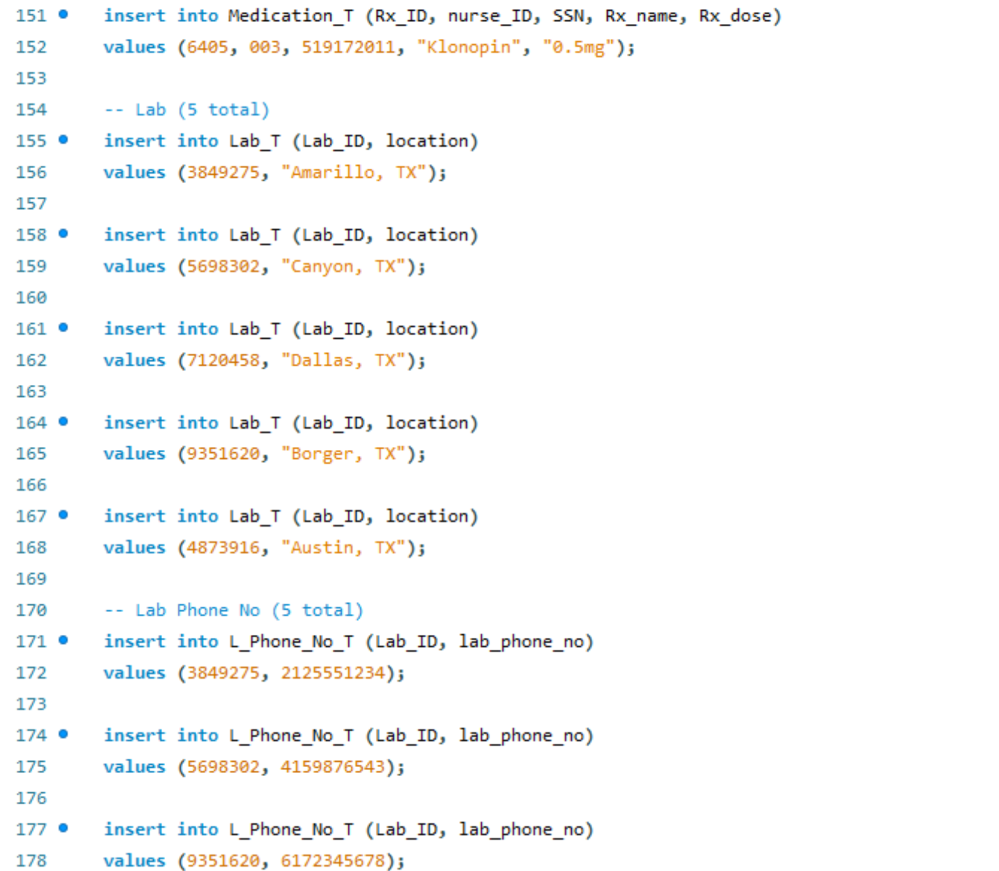 151 insert into Medication_T (Rx_ID, nurse_ID, SSN, Rx_name, Rx_dose)
152 values (6405, 003, 519172011, "Klonopin", "0.5mg");
153
154 -- Lab (5 total)
155 insert into Lab_T (Lab_ID, location)
156 values (3849275, "Amarillo, TX");
157
158 insert into Lab_T (Lab_ID, location)
159 values (5698302, "Canyon, TX");
160
161 insert into Lab_T (Lab_ID, location)
162 values (7120458, "Dallas, TX");
163
164 insert into Lab_T (Lab_ID, location)
165 values (9351620, "Borger, TX");
166
167 insert into Lab_T (Lab_ID, location)
168 values (4873916, "Austin, TX");
169
170 -- Lab Phone No (5 total)
171 insert into L_Phone_No_T (Lab_ID, lab_phone_no)
172 values (3849275, 2125551234);
173
174 insert into L_Phone_No_T (Lab_ID, lab_phone_no)
175 values (5698302, 4159876543);
176
177 insert into L_Phone_No_T (Lab_ID, lab_phone_no)
178 values (9351620, 6172345678);